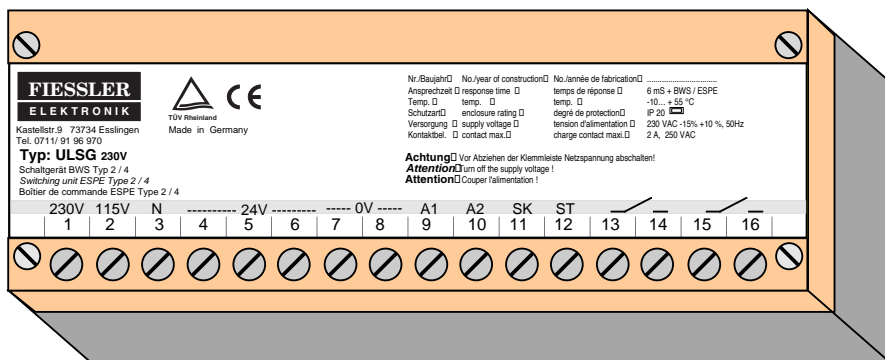 FIESSLER
ELEKTRONIK
Kastellstr.9 73734 Esslingen
Tel. 0711/ 91 96 970
Typ: ULSG 230V
Schaltgerät BWS Typ 2 / 4
Switching unit ESPE Type 2 / 4
Boîtier de commande ESPE Type 2 / 4
TÜV Rheinland
CE
Made in Germany
Nr./Baujahr No./year of construction No./année de fabrication ..................................
Ansprechzeit response time temps de réponse 6 mS + BWS / ESPE
Temp. temp. temp. -10... + 55 °C
Schutzart enclosure rating degré de protection IP 20
Versorgung supply voltage tension d'alimentation 230 VAC -15% +10 %, 50Hz
Kontaktbel. contact max. charge contact maxi. 2 A, 250 VAC
Achtung Vor Abziehen der Klemmleiste Netzspannung abschalten!
Attention Turn off the supply voltage !
Attention Couper l'alimentation !
230V 115V N ---------- 24V --------- ----- 0V ----- A1 A2 SK ST
1 2 3 4 5 6 7 8 9 10 11 12 13 14 15 16